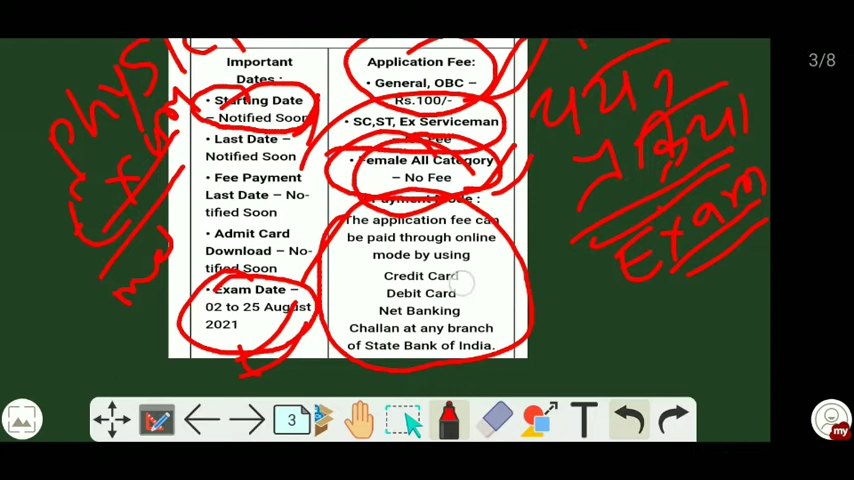 3/8
Important
Dates :
• Starting Date
– Notified Soon
• Last Date –
Notified Soon
• Fee Payment
Last Date – No-
tified Soon
• Admit Card
Download – No-
tified Soon
• Exam Date –
02 to 25 August
2021
Application Fee:
• General, OBC –
Rs.100/-
• SC,ST, Ex Serviceman
– No Fee
• Female All Category
– No Fee
Payment Mode :
The application fee can
be paid through online
mode by using
Credit Card
Debit Card
Net Banking
Challan at any branch
of State Bank of India.
phys
Exam
प्रक्रिया
Exam
3
T
my